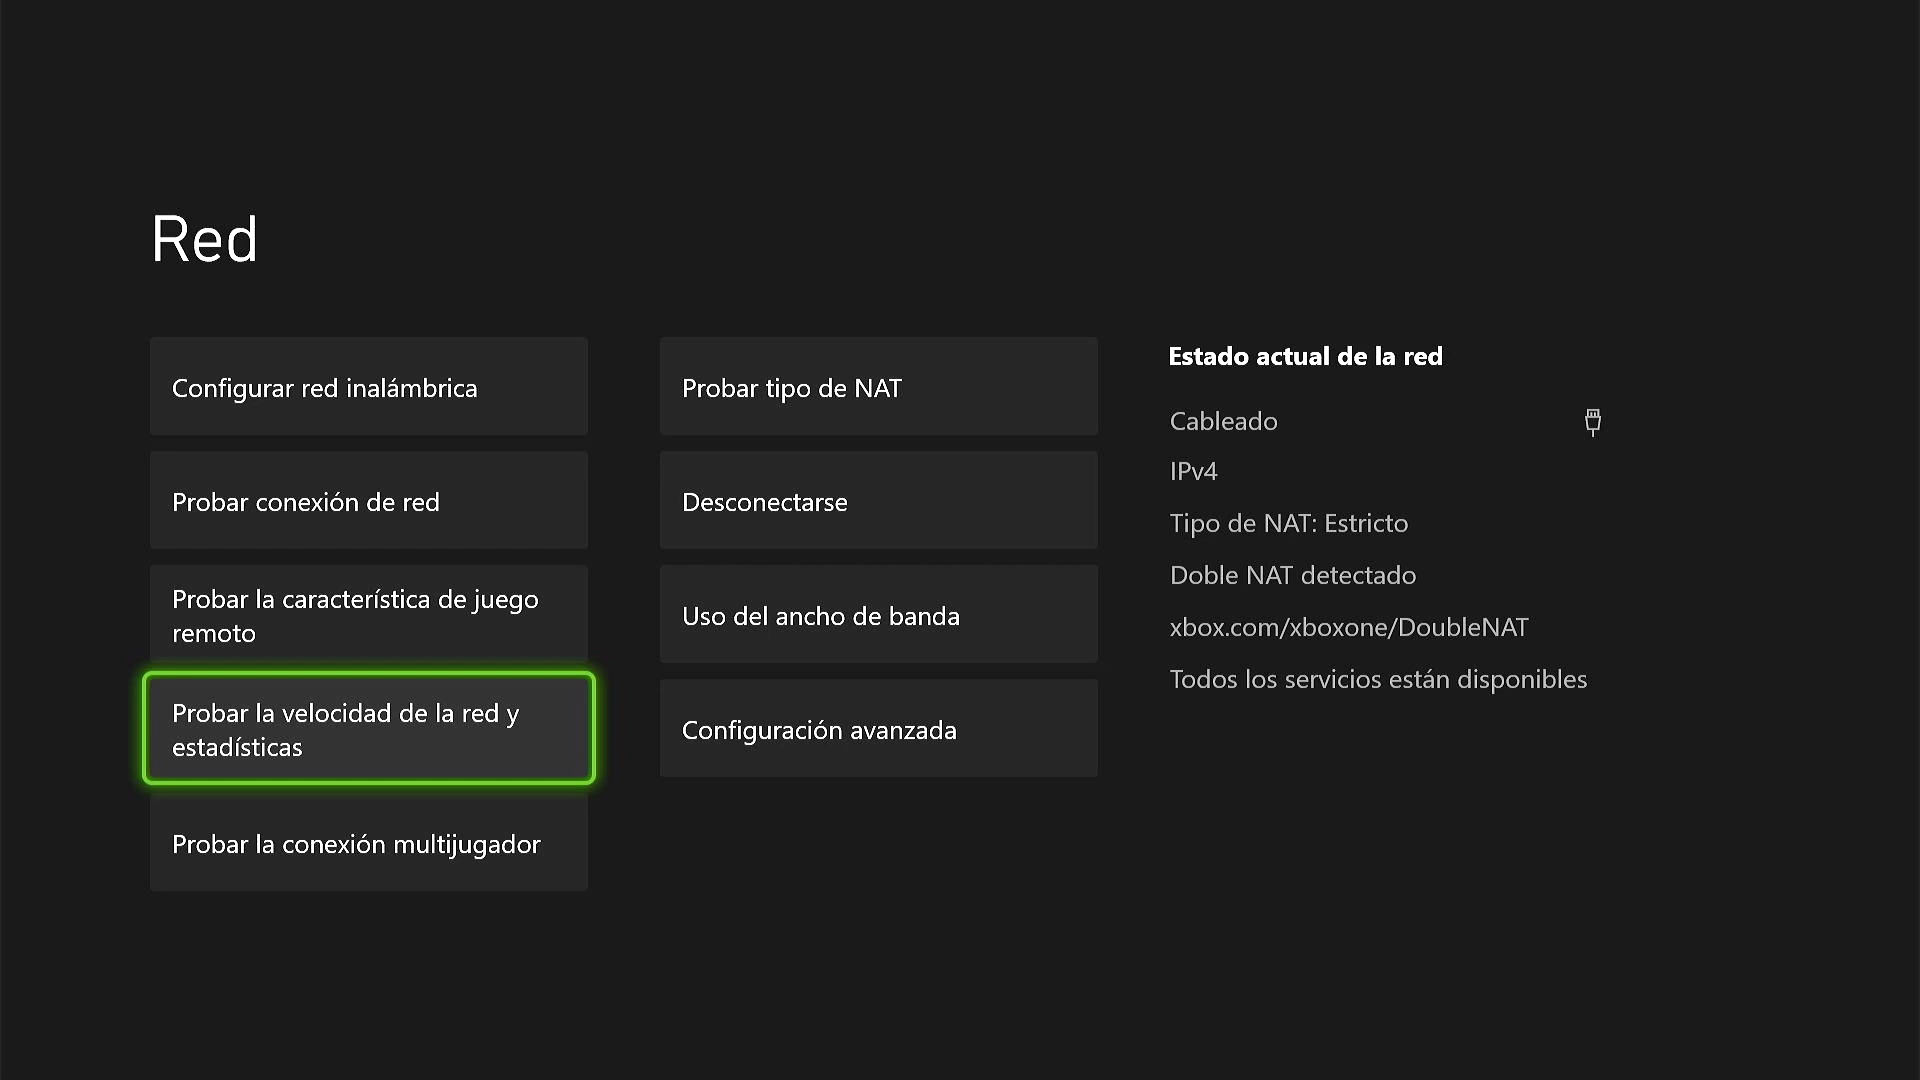 Red
Configurar red inalámbrica
Probar conexión de red
Probar la característica de juego
remoto
Probar la velocidad de la red y
estadísticas
Probar la conexión multijugador
Probar tipo de NAT
Desconectarse
Uso del ancho de banda
Configuración avanzada
Estado actual de la red
Cableado
IPv4
Tipo de NAT: Estricto
Doble NAT detectado
xbox.com/xboxone/DoubleNAT
Todos los servicios están disponibles